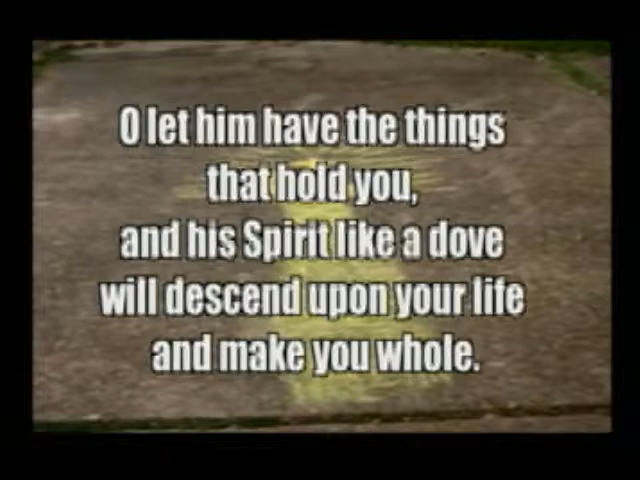 O let him have the things
that hold you,
and his Spirit like a dove
will descend upon your life
and make you whole.